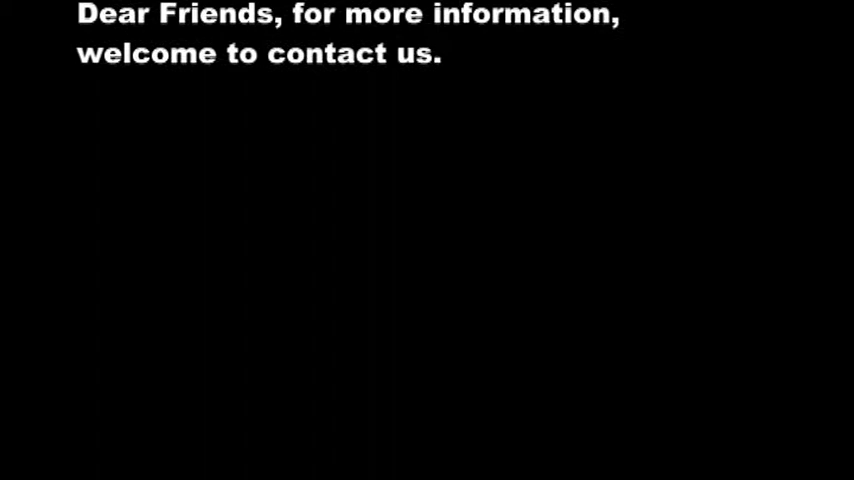 Dear Friends, for more information,
welcome to contact us.